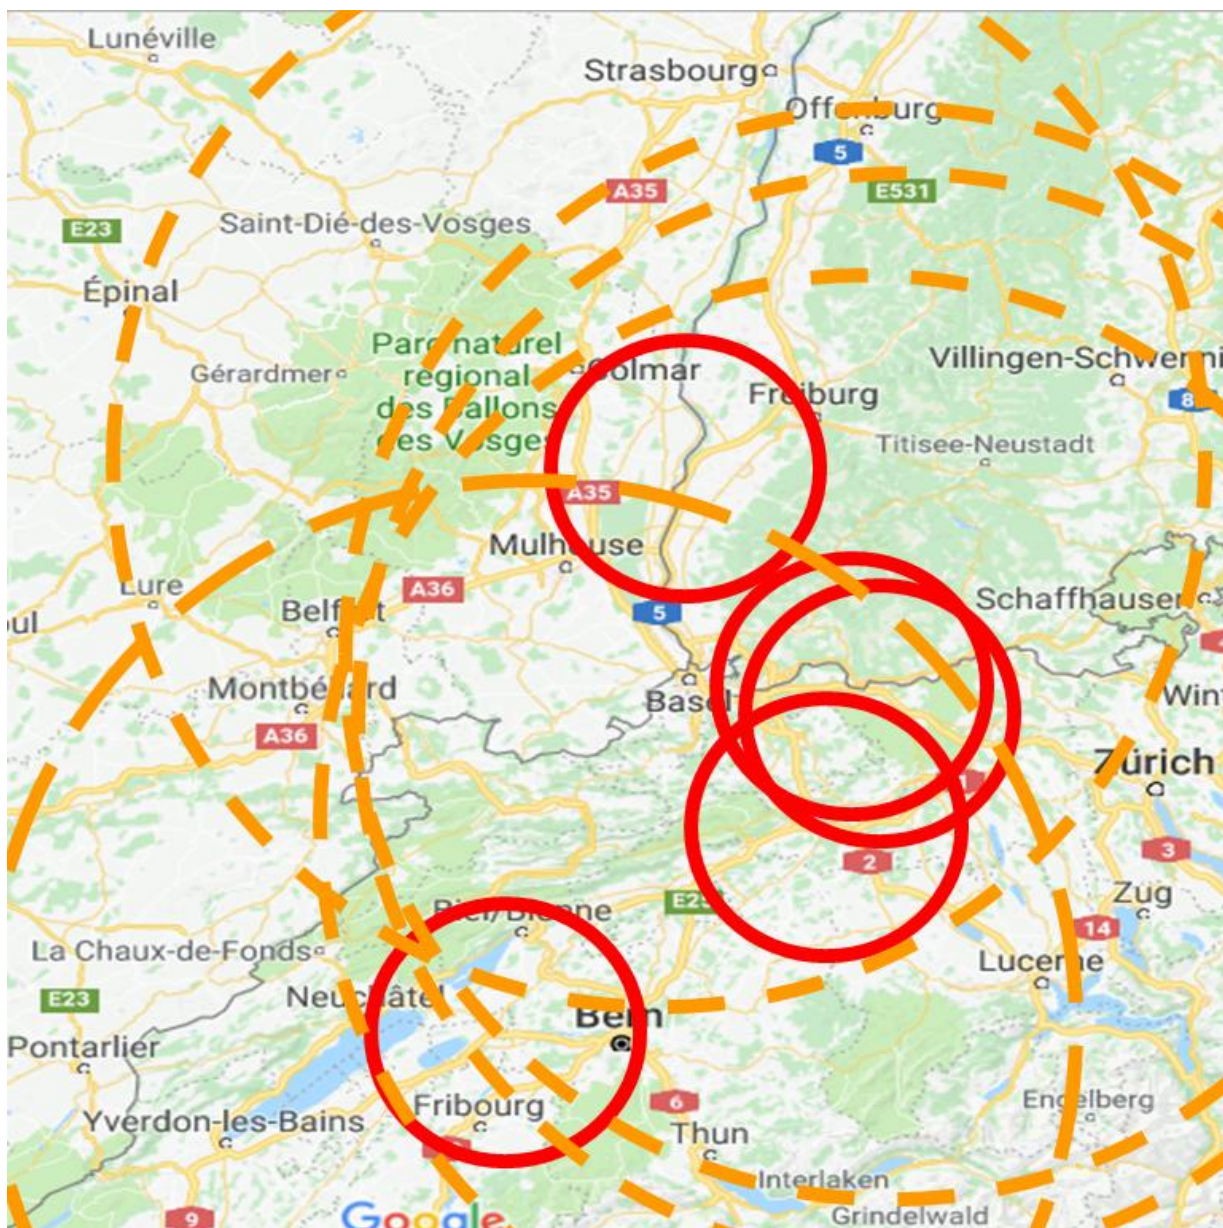 Lunéville
Strasbourg
Offenburg
5
A35
E531
E23
Saint-Dié-des-Vosges
Épinal
Parc naturel
régional
des Ballons
des Vosges
Gérardmer
Colmar
Villingen-Schwenni
Freiburg
8
Titisee-Neustadt
A35
Mulhouse
Lure
A36
Belfort
5
Schaffhausen
oul
Montbéliard
Basel
Wint
A36
Zürich
2
3
Biel/Bienne
E25
Zug
14
La Chaux-de-Fonds
Lucerne
E23
Neuchâtel
Bern
Pontarlier
Yverdon-les-Bains
Fribourg
6
Engelberg
Thun
Interlaken
9
Google
Grindelwald